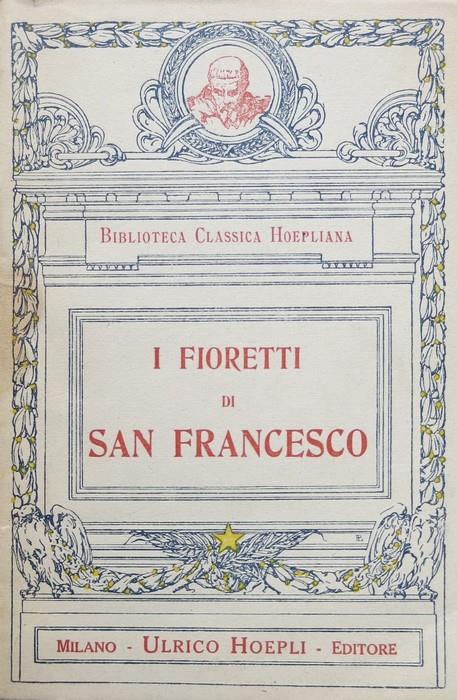 BIBLIOTECA CLASSICA HOEPLIANA
I FIORETTI
DI
SAN FRANCESCO
MILANO - ULRICO HOEPLI - EDITORE